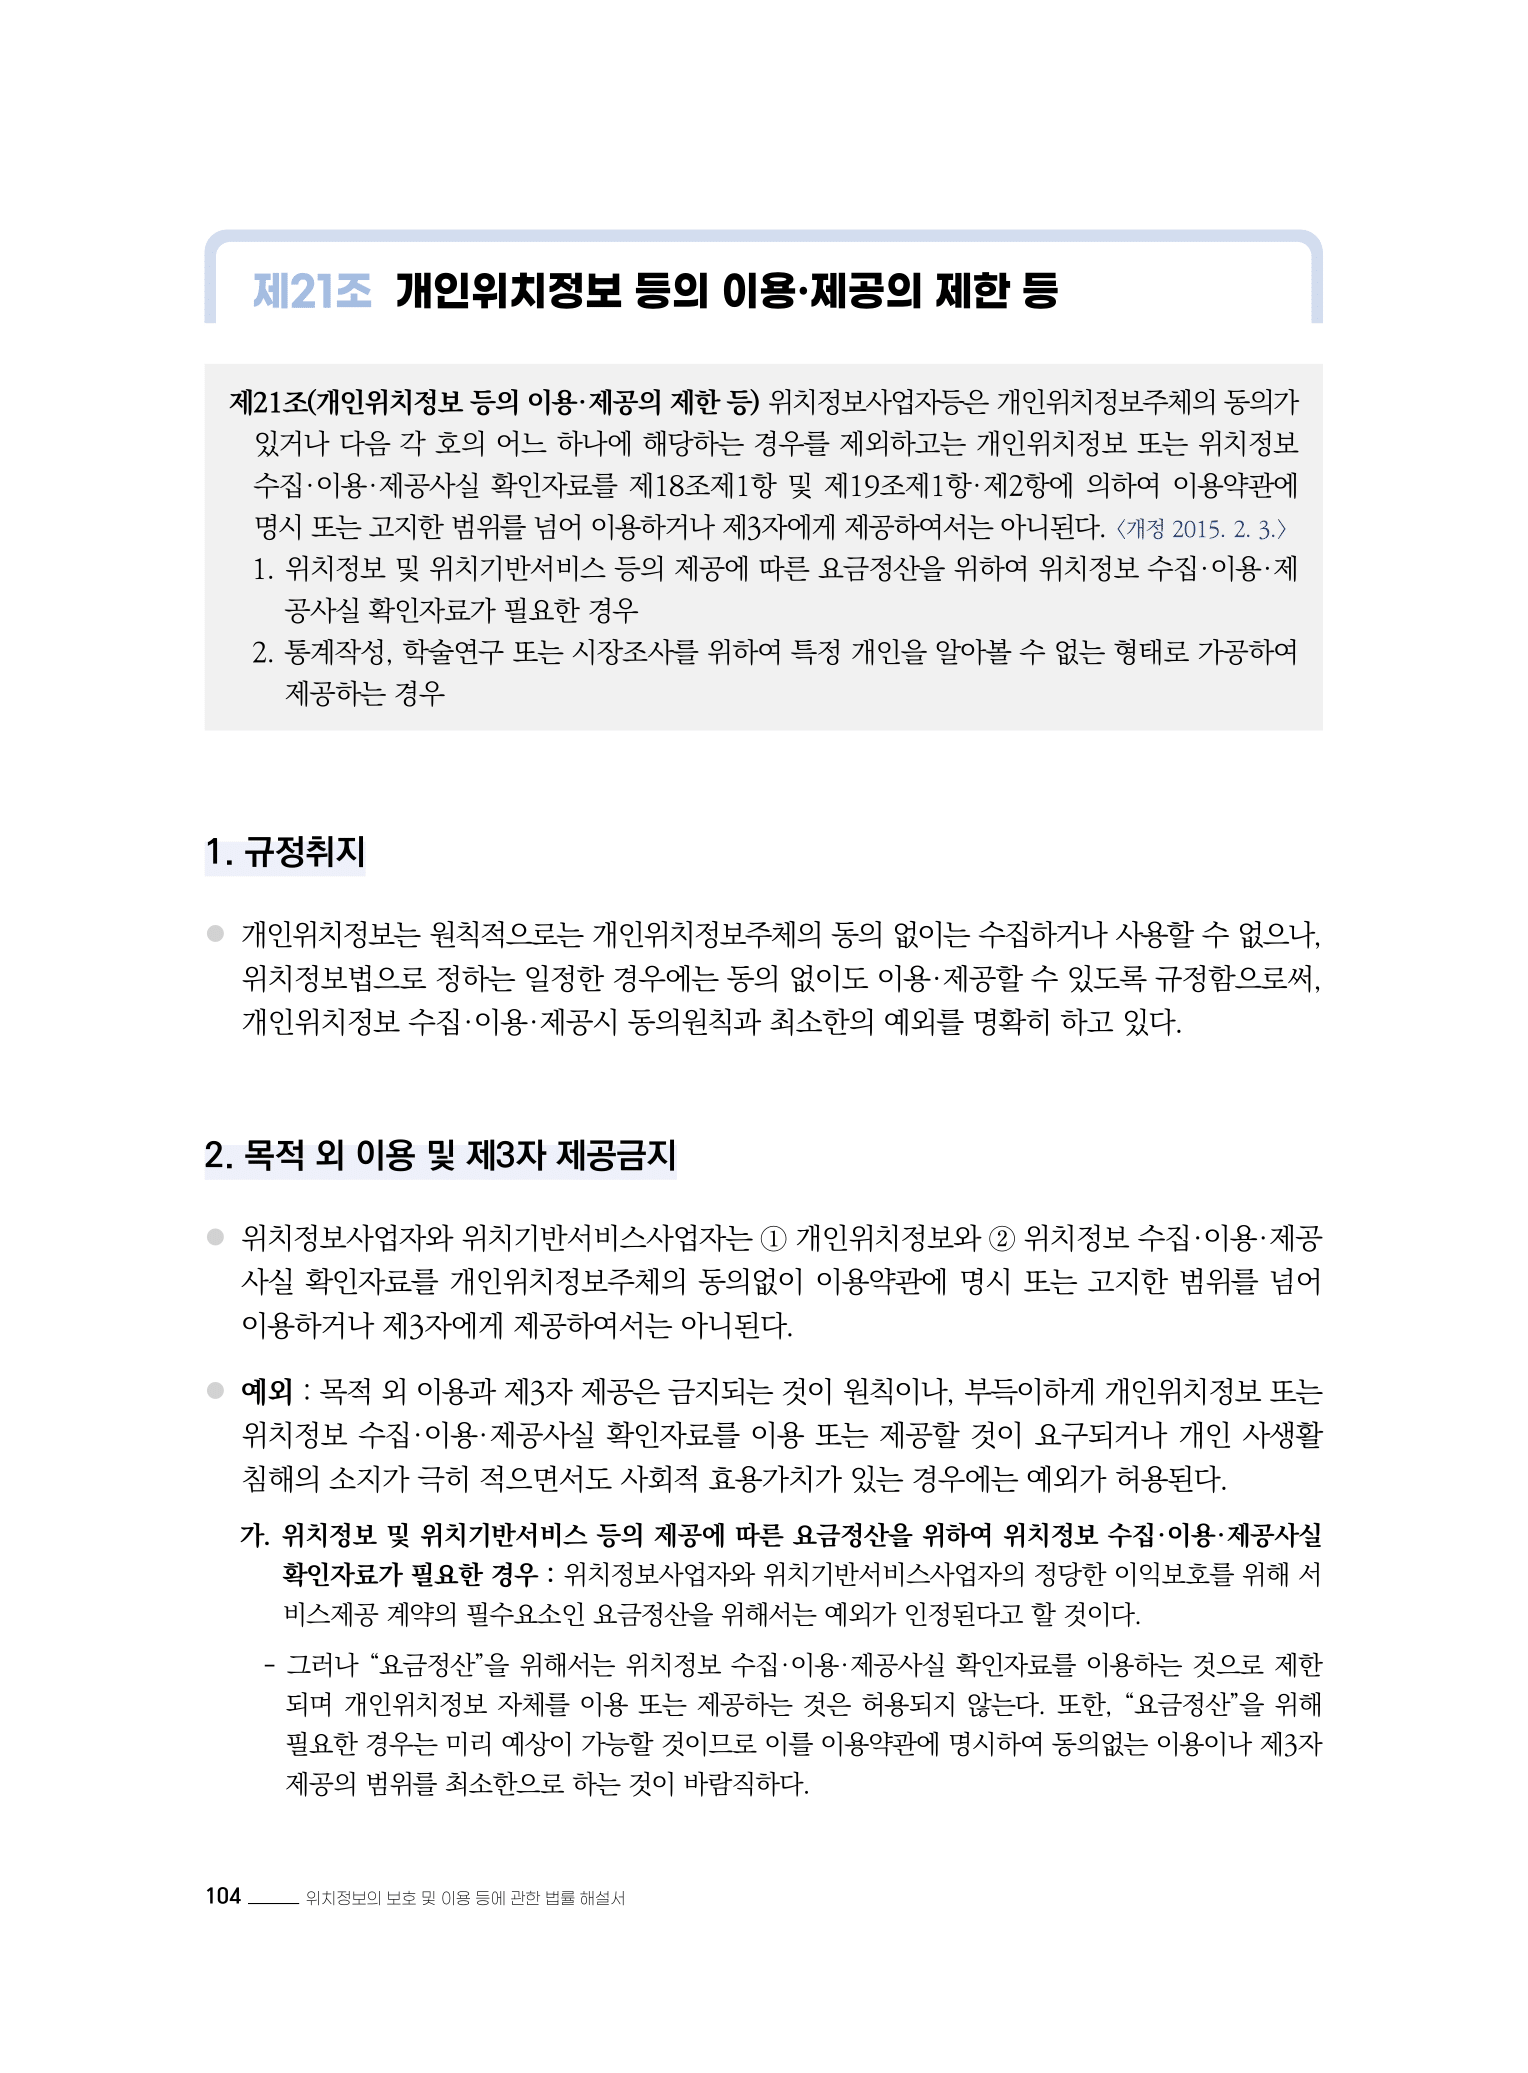 제21조 개인위치정보 등의 이용·제공의 제한 등
제21조(개인위치정보 등의 이용·제공의 제한 등) 위치정보사업자등은 개인위치정보주체의 동의가
있거나 다음 각 호의 어느 하나에 해당하는 경우를 제외하고는 개인위치정보 또는 위치정보
수집·이용·제공사실 확인자료를 제18조제1항 및 제19조제1항·제2항에 의하여 이용약관에
명시 또는 고지한 범위를 넘어 이용하거나 제3자에게 제공하여서는 아니된다. 〈개정 2015. 2. 3.〉
1. 위치정보 및 위치기반서비스 등의 제공에 따른 요금정산을 위하여 위치정보 수집·이용·제
공사실 확인자료가 필요한 경우
2. 통계작성, 학술연구 또는 시장조사를 위하여 특정 개인을 알아볼 수 없는 형태로 가공하여
제공하는 경우
1. 규정취지
● 개인위치정보는 원칙적으로는 개인위치정보주체의 동의 없이는 수집하거나 사용할 수 없으나,
위치정보법으로 정하는 일정한 경우에는 동의 없이도 이용·제공할 수 있도록 규정함으로써,
개인위치정보 수집·이용·제공시 동의원칙과 최소한의 예외를 명확히 하고 있다.
2. 목적 외 이용 및 제3자 제공금지
● 위치정보사업자와 위치기반서비스사업자는 ① 개인위치정보와 ② 위치정보 수집·이용·제공
사실 확인자료를 개인위치정보주체의 동의없이 이용약관에 명시 또는 고지한 범위를 넘어
이용하거나 제3자에게 제공하여서는 아니된다.
● 예외 : 목적 외 이용과 제3자 제공은 금지되는 것이 원칙이나, 부득이하게 개인위치정보 또는
위치정보 수집·이용·제공사실 확인자료를 이용 또는 제공할 것이 요구되거나 개인 사생활
침해의 소지가 극히 적으면서도 사회적 효용가치가 있는 경우에는 예외가 허용된다.
가. 위치정보 및 위치기반서비스 등의 제공에 따른 요금정산을 위하여 위치정보 수집·이용·제공사실
확인자료가 필요한 경우 : 위치정보사업자와 위치기반서비스사업자의 정당한 이익보호를 위해 서
비스제공 계약의 필수요소인 요금정산을 위해서는 예외가 인정된다고 할 것이다.
- 그러나 “요금정산”을 위해서는 위치정보 수집·이용·제공사실 확인자료를 이용하는 것으로 제한
되며 개인위치정보 자체를 이용 또는 제공하는 것은 허용되지 않는다. 또한, “요금정산”을 위해
필요한 경우는 미리 예상이 가능할 것이므로 이를 이용약관에 명시하여 동의없는 이용이나 제3자
제공의 범위를 최소한으로 하는 것이 바람직하다.
104 위치정보의 보호 및 이용 등에 관한 법률 해설서